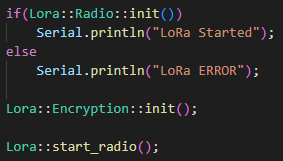 if(Lora::Radio::init())
    Serial.println("LoRa Started");
else
    Serial.println("LoRa ERROR");
Lora::Encryption::init();
Lora::start_radio();